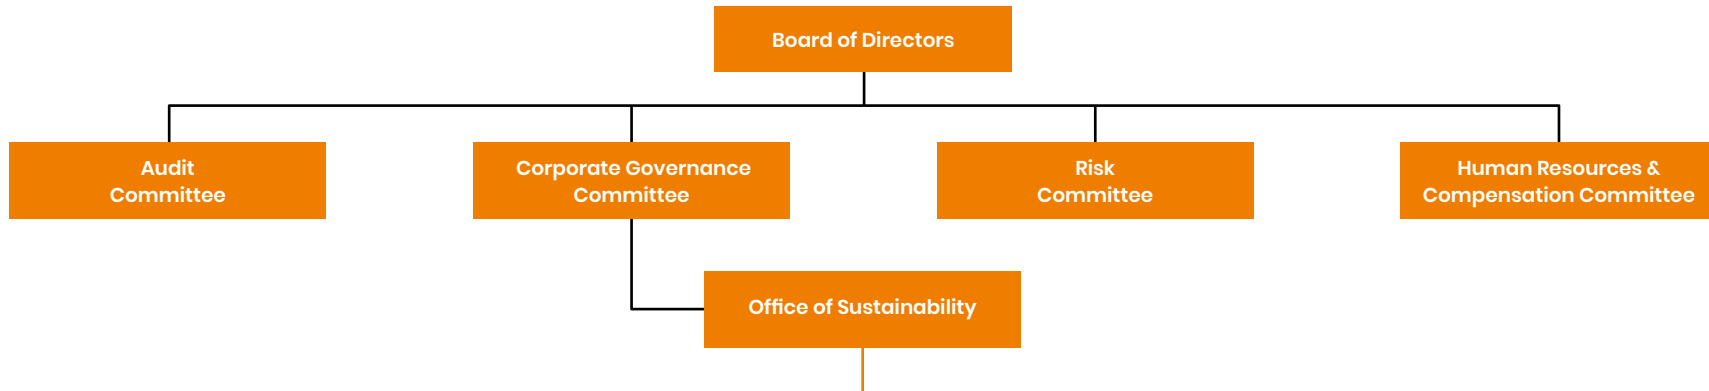 Board of Directors
Audit
Committee
Corporate Governance
Committee
Risk
Committee
Human Resources &
Compensation Committee
Office of Sustainability